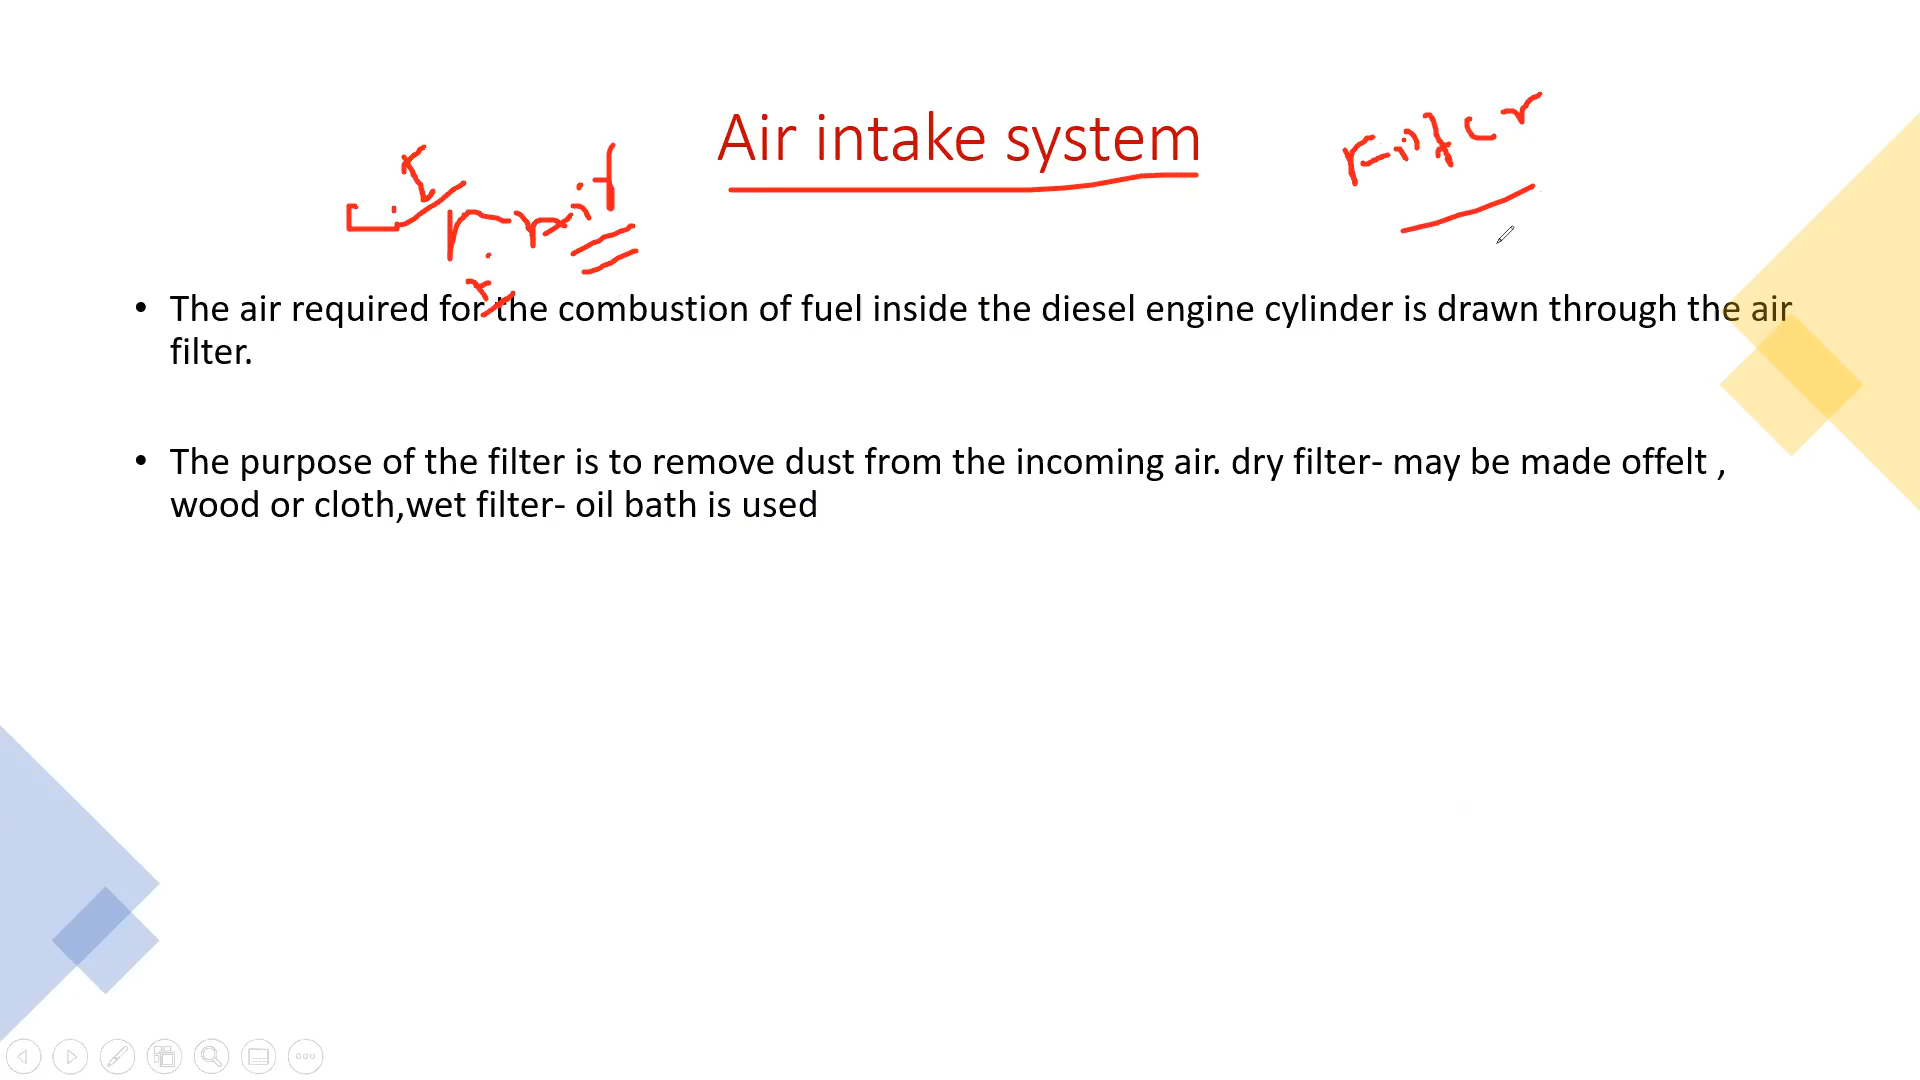 Air intake system
Filter
• The air required for the combustion of fuel inside the diesel engine cylinder is drawn through the air
filter.
• The purpose of the filter is to remove dust from the incoming air. dry filter- may be made offelt ,
wood or cloth,wet filter- oil bath is used